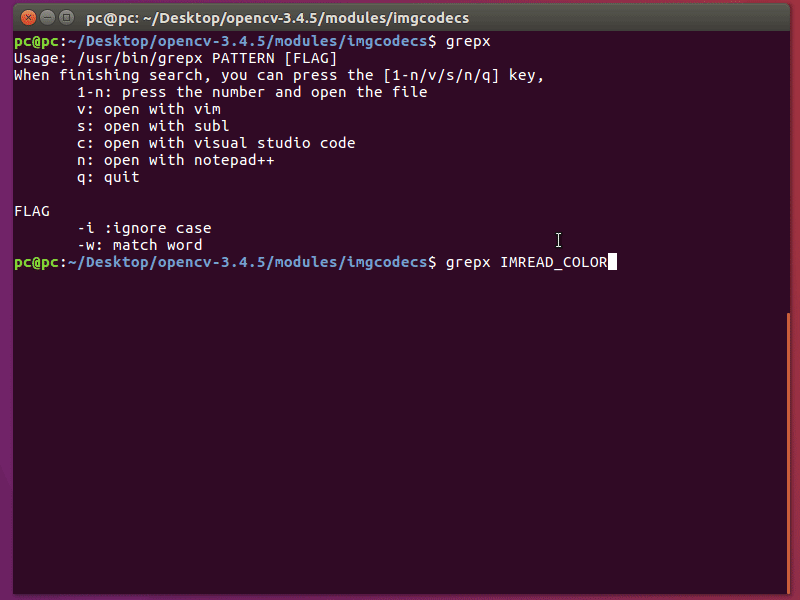 pc@pc: ~/Desktop/opencv-3.4.5/modules/imgcodecs
pc@pc:~/Desktop/opencv-3.4.5/modules/imgcodecs$ grepx
Usage: /usr/bin/grepx PATTERN [FLAG]
When finishing search, you can press the [1-n/v/s/n/q] key,
1-n: press the number and open the file
v: open with vim
s: open with subl
c: open with visual studio code
n: open with notepad++
q: quit
FLAG
-i :ignore case
-w: match word
pc@pc:~/Desktop/opencv-3.4.5/modules/imgcodecs$ grepx IMREAD_COLOR